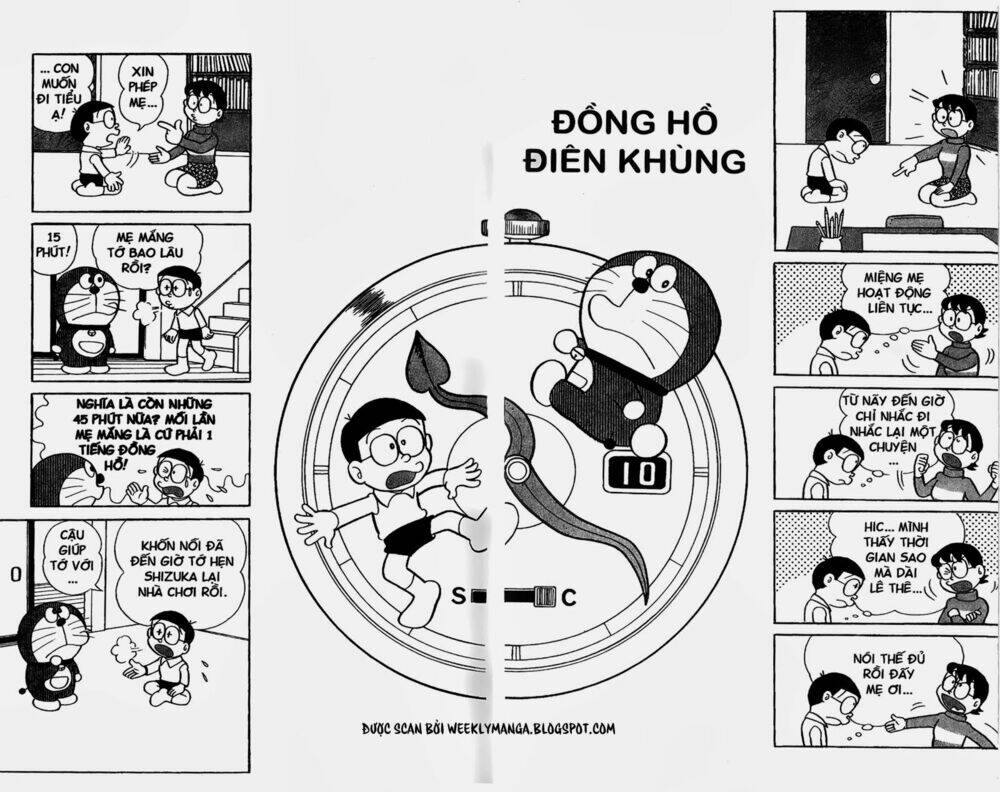 ĐỒNG HỒ
ĐIÊN KHÙNG
MIỆNG MẸ
HOẠT ĐỘNG
LIÊN TỤC...
TỪ NÃY ĐẾN GIỜ
CHỈ NHẮC ĐI
NHẮC LẠI MỘT
CHUYỆN
...
HIC... MÌNH
THẤY THỜI
GIAN SAO
MÀ DÀI
LÊ THÊ...
NÓI THẾ ĐỦ
RỒI ĐẤY
MẸ ƠI...
10
S
C
ĐƯỢC SCAN BỞI WEEKLYMANGA.BLOGSPOT.COM
XIN
PHÉP
MẸ...
... CON
MUỐN
ĐI TIỂU
Ạ!
MẸ MẮNG
TỚ BAO LÂU
RỒI?
15
PHÚT!
NGHĨA LÀ CÒN NHỮNG
45 PHÚT NỮA? MỖI LẦN
MẸ MẮNG LÀ CỨ PHẢI 1
TIẾNG ĐỒNG
HỒ!
KHỐN NỖI ĐÃ
ĐẾN GIỜ TỚ HẸN
SHIZUKA LẠI
NHÀ CHƠI RỒI.
CẬU
GIÚP
TỚ VỚI
...